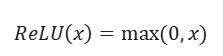 ReLU(x) = max(0, x)